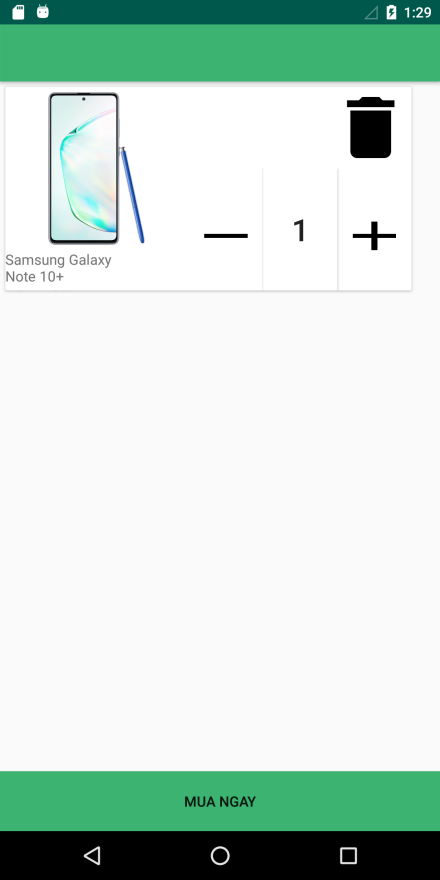 1:29
1
Samsung Galaxy
Note 10+
MUA NGAY